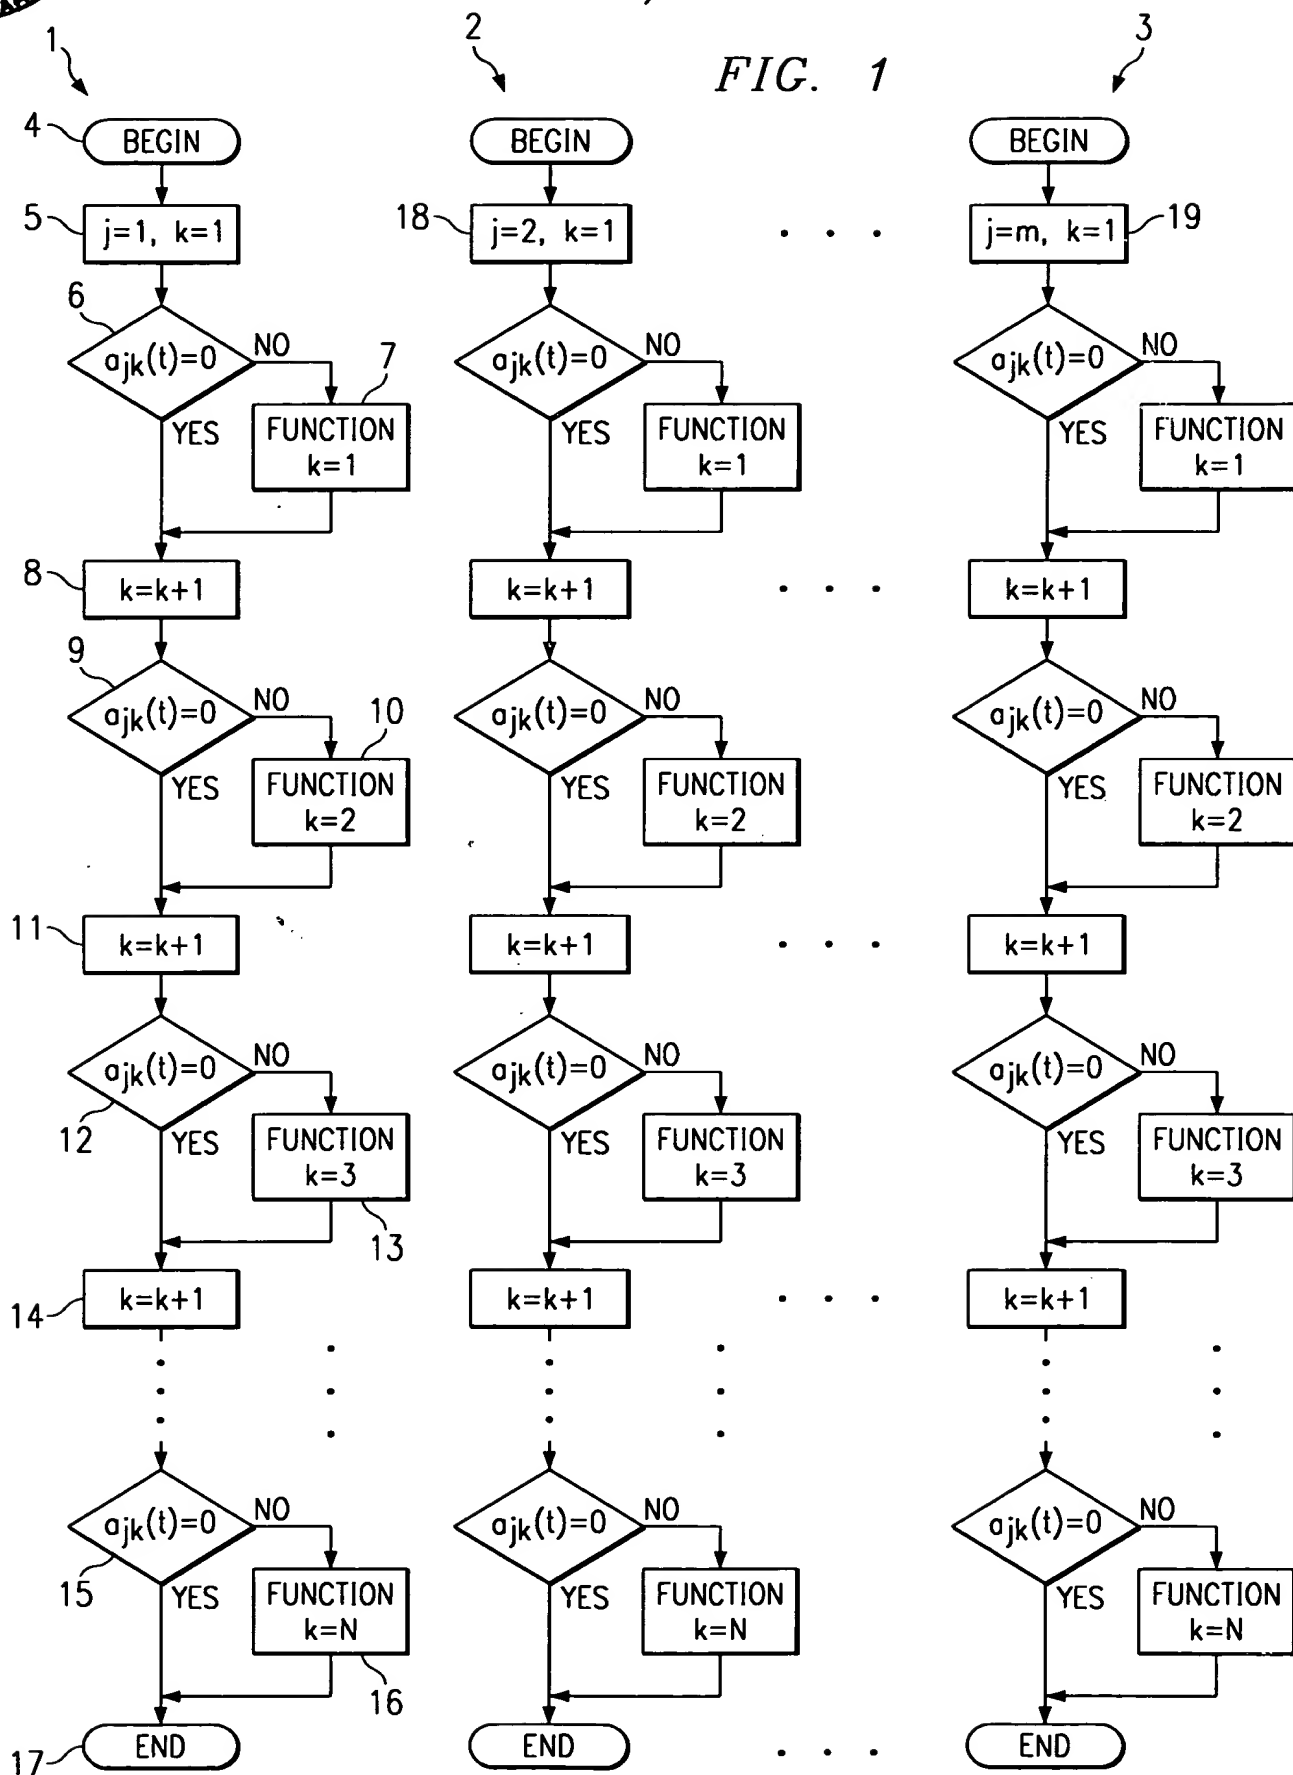 FIG. 1
1 2 3
4 BEGIN BEGIN BEGIN
5 j=1, k=1 18 j=2, k=1 . . . j=m, k=1 19
6 ajk(t)=0 NO ajk(t)=0 NO ajk(t)=0 NO
YES YES YES
7 FUNCTION FUNCTION FUNCTION
k=1 k=1 k=1
8 k=k+1 k=k+1 . . . k=k+1
9 ajk(t)=0 NO ajk(t)=0 NO ajk(t)=0 NO
YES YES YES
10 FUNCTION FUNCTION FUNCTION
k=2 k=2 k=2
11 k=k+1 k=k+1 . . . k=k+1
12 ajk(t)=0 NO ajk(t)=0 NO ajk(t)=0 NO
YES FUNCTION YES FUNCTION YES FUNCTION
k=3 k=3 k=3
13
14 k=k+1 k=k+1 . . . k=k+1
15 ajk(t)=0 NO ajk(t)=0 NO ajk(t)=0 NO
YES FUNCTION YES FUNCTION YES FUNCTION
k=N k=N k=N
16
17 END END . . . END